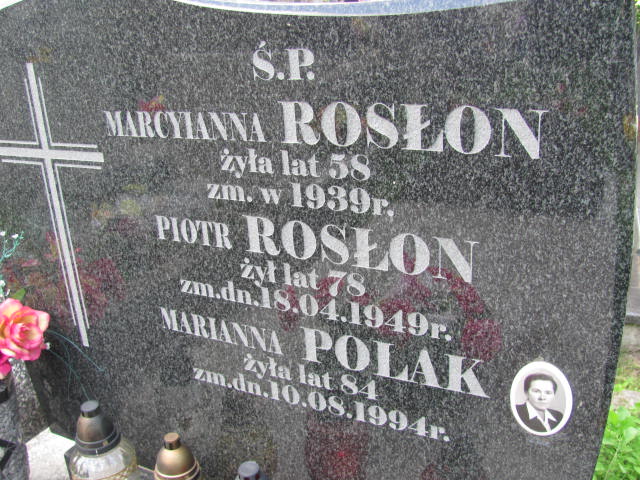 Ś.P.
MARCYIANNA ROSŁON
żyła lat 58
zm. w 1939r.
PIOTR ROSŁON
żył lat 78
zm.dn.18.04.1949r.
MARIANNA POLAK
żyła lat 84
zm.dn.10.08.1994r.